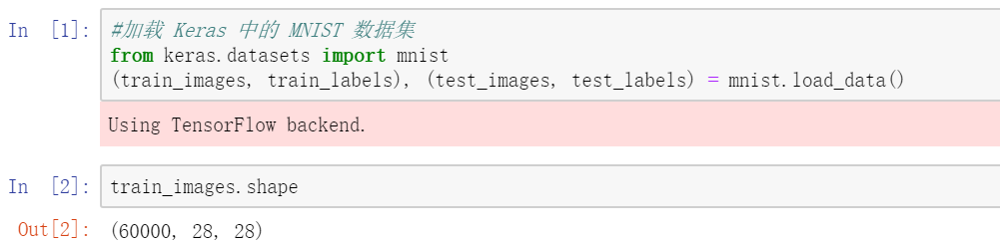 In [1]: #加载 Keras 中的 MNIST 数据集
from keras.datasets import mnist
(train_images, train_labels), (test_images, test_labels) = mnist.load_data()
Using TensorFlow backend.
In [2]: train_images.shape
Out[2]: (60000, 28, 28)